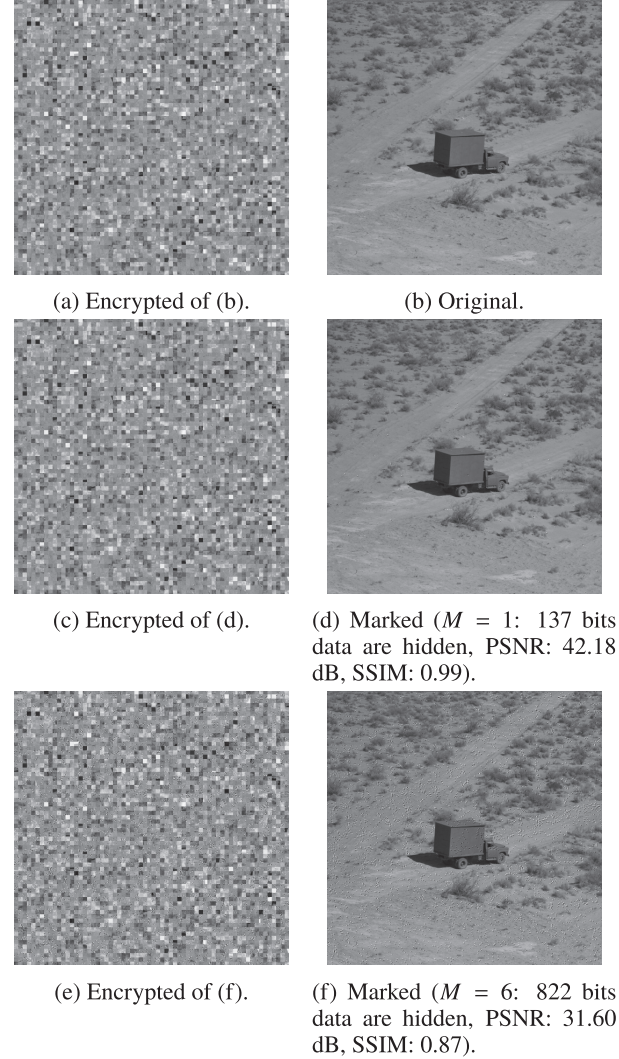 (a) Encrypted of (b).
(b) Original.
(c) Encrypted of (d).
(d) Marked (M = 1: 137 bits
data are hidden, PSNR: 42.18
dB, SSIM: 0.99).
(e) Encrypted of (f).
(f) Marked (M = 6: 822 bits
data are hidden, PSNR: 31.60
dB, SSIM: 0.87).